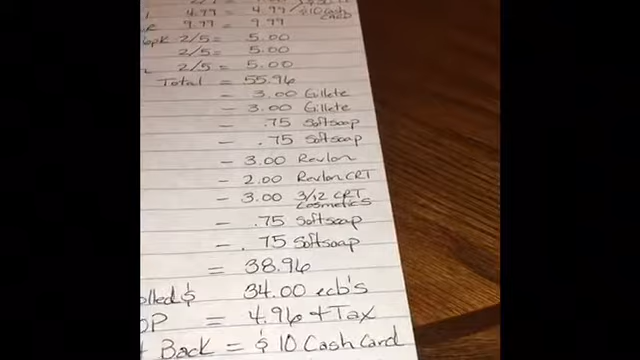 4.99 = 4.99 $10 Cash
9.99 = 9.99 CARD
6pk 2/5 = 5.00
2/5 = 5.00
2/5 = 5.00
Total = 55.96
- 3.00 Gillete
- 3.00 Gillete
- .75 Softsoap
- .75 Softsoap
- 3.00 Revlon
- 2.00 Revlon CRT
- 3.00 3/12 CRT
Cosmetics
- .75 Softsoap
- .75 Softsoap
= 38.96
olled $ 34.00 ecb's
OP = 4.96 + Tax
Back = $10 Cash Card